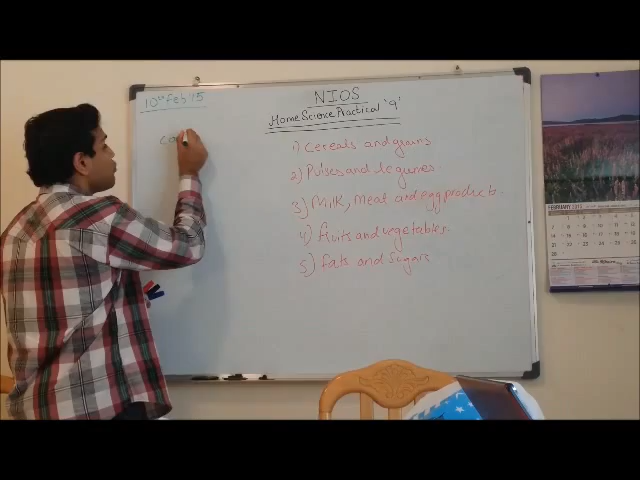 10th Feb'15
NIOS
Home Science Practical '9'
ca
1) Cereals and grains
2) Pulses and legumes
3) Milk, Meat and egg products.
4) fruits and vegetables.
5) fats and Sugars
FEBRUARY 2015